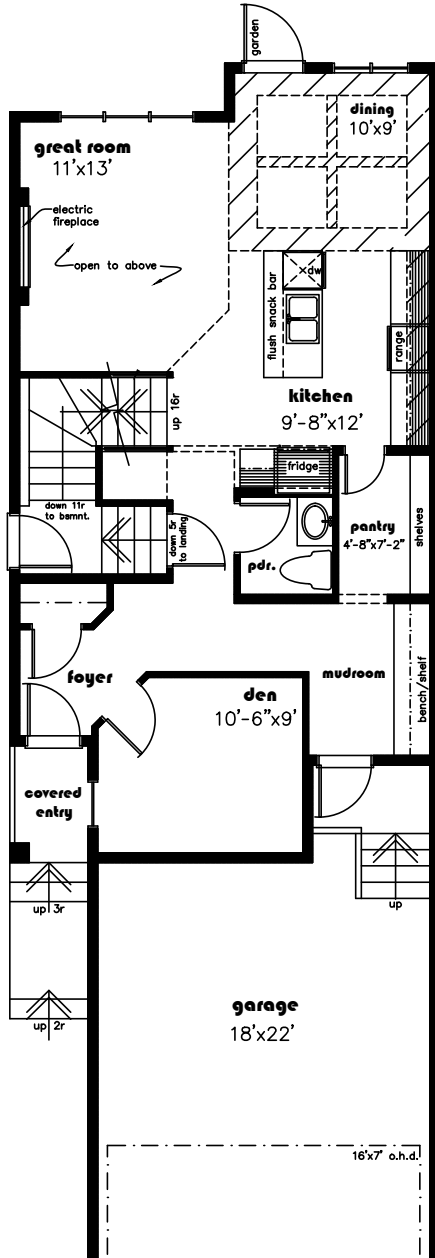 garden
dining
10'x9'
great room
11'x13'
electric
fireplace
open to above
dw
flush snack bar
range
kitchen
9'-8"x12'
up 16r
fridge
down 11r
to bsmnt.
down 5r
to landing
pdr.
pantry
4'-8"x7'-2"
shelves
foyer
mudroom
bench/shelf
den
10'-6"x9'
covered
entry
up 3r
up
up 2r
garage
18'x22'
16'x7' o.h.d.